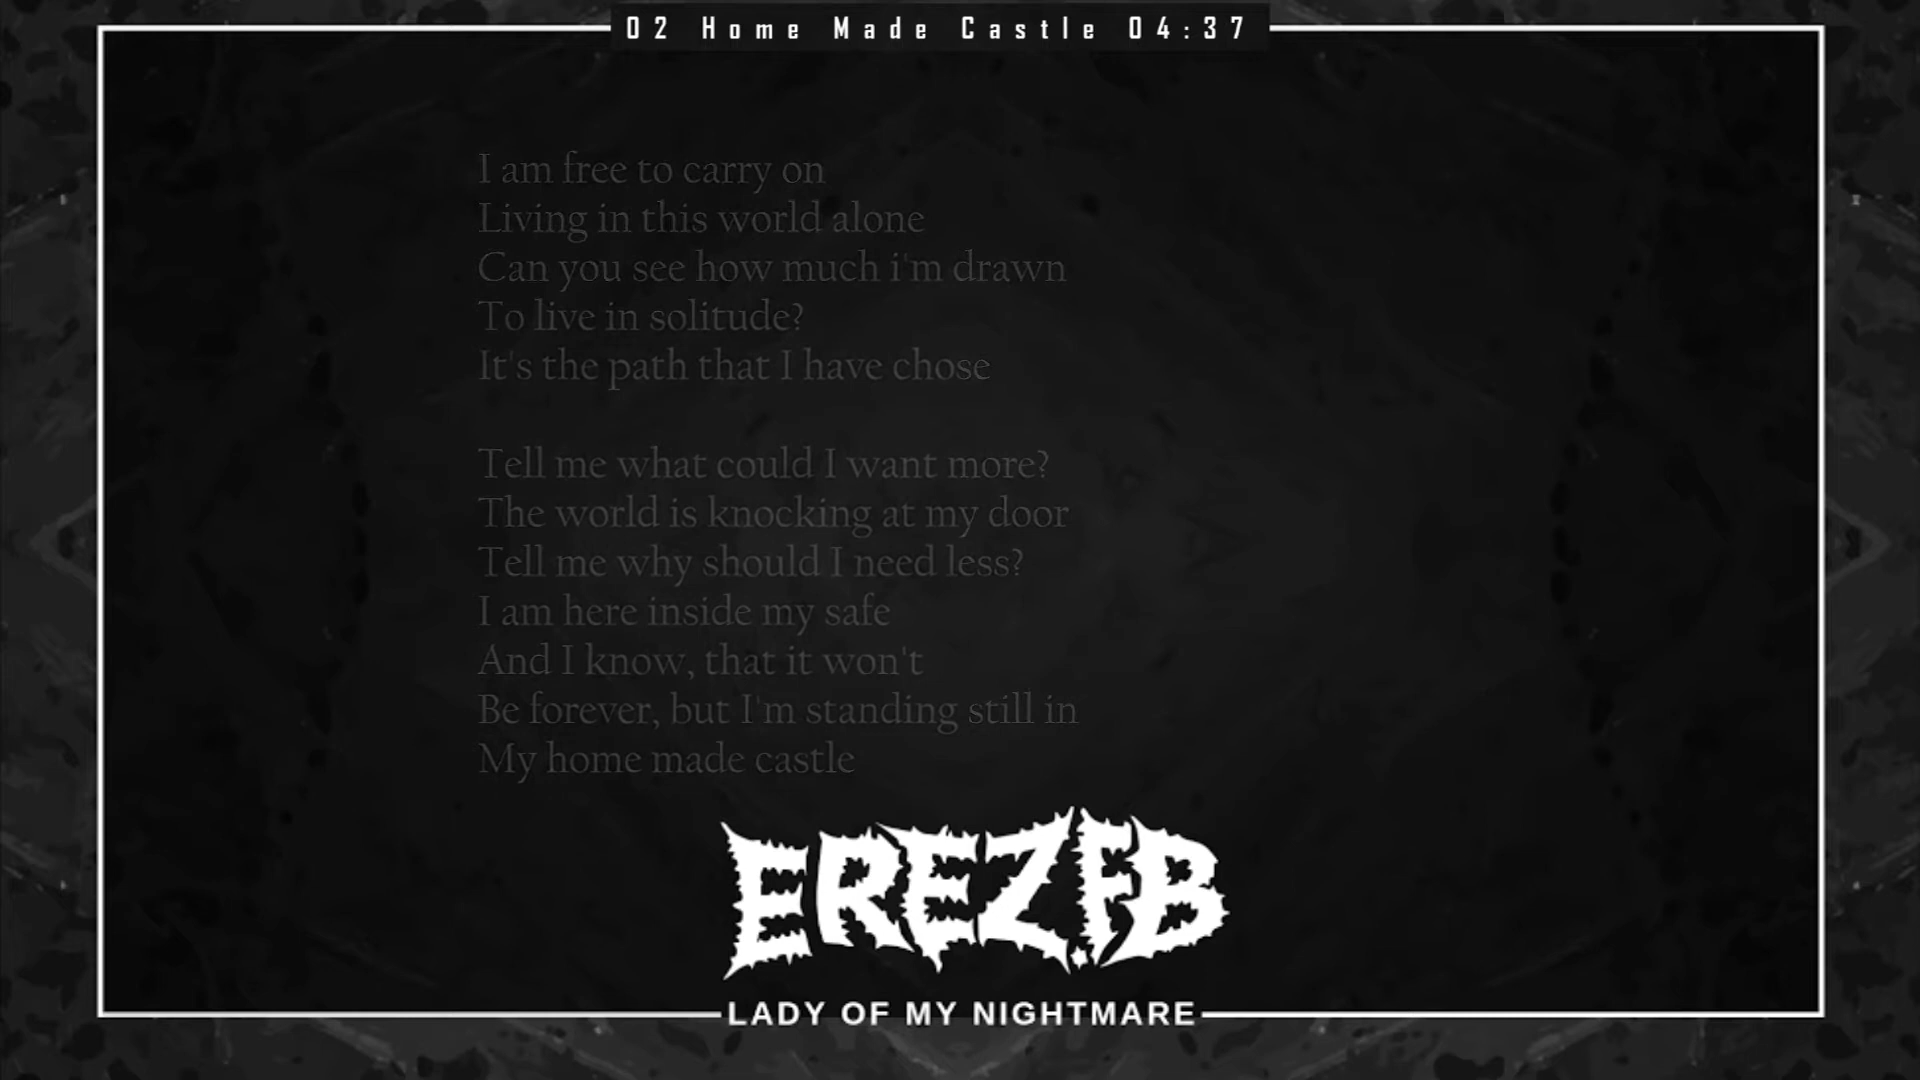 02 Home Made Castle 04:37
I am free to carry on
Living in this world alone
Can you see how much i'm drawn
To live in solitude?
It's the path that I have chose
Tell me what could I want more?
The world is knocking at my door
Tell me why should I need less?
I am here inside my safe
And I know, that it won't
Be forever, but I'm standing still in
My home made castle
EREZ.FB
LADY OF MY NIGHTMARE